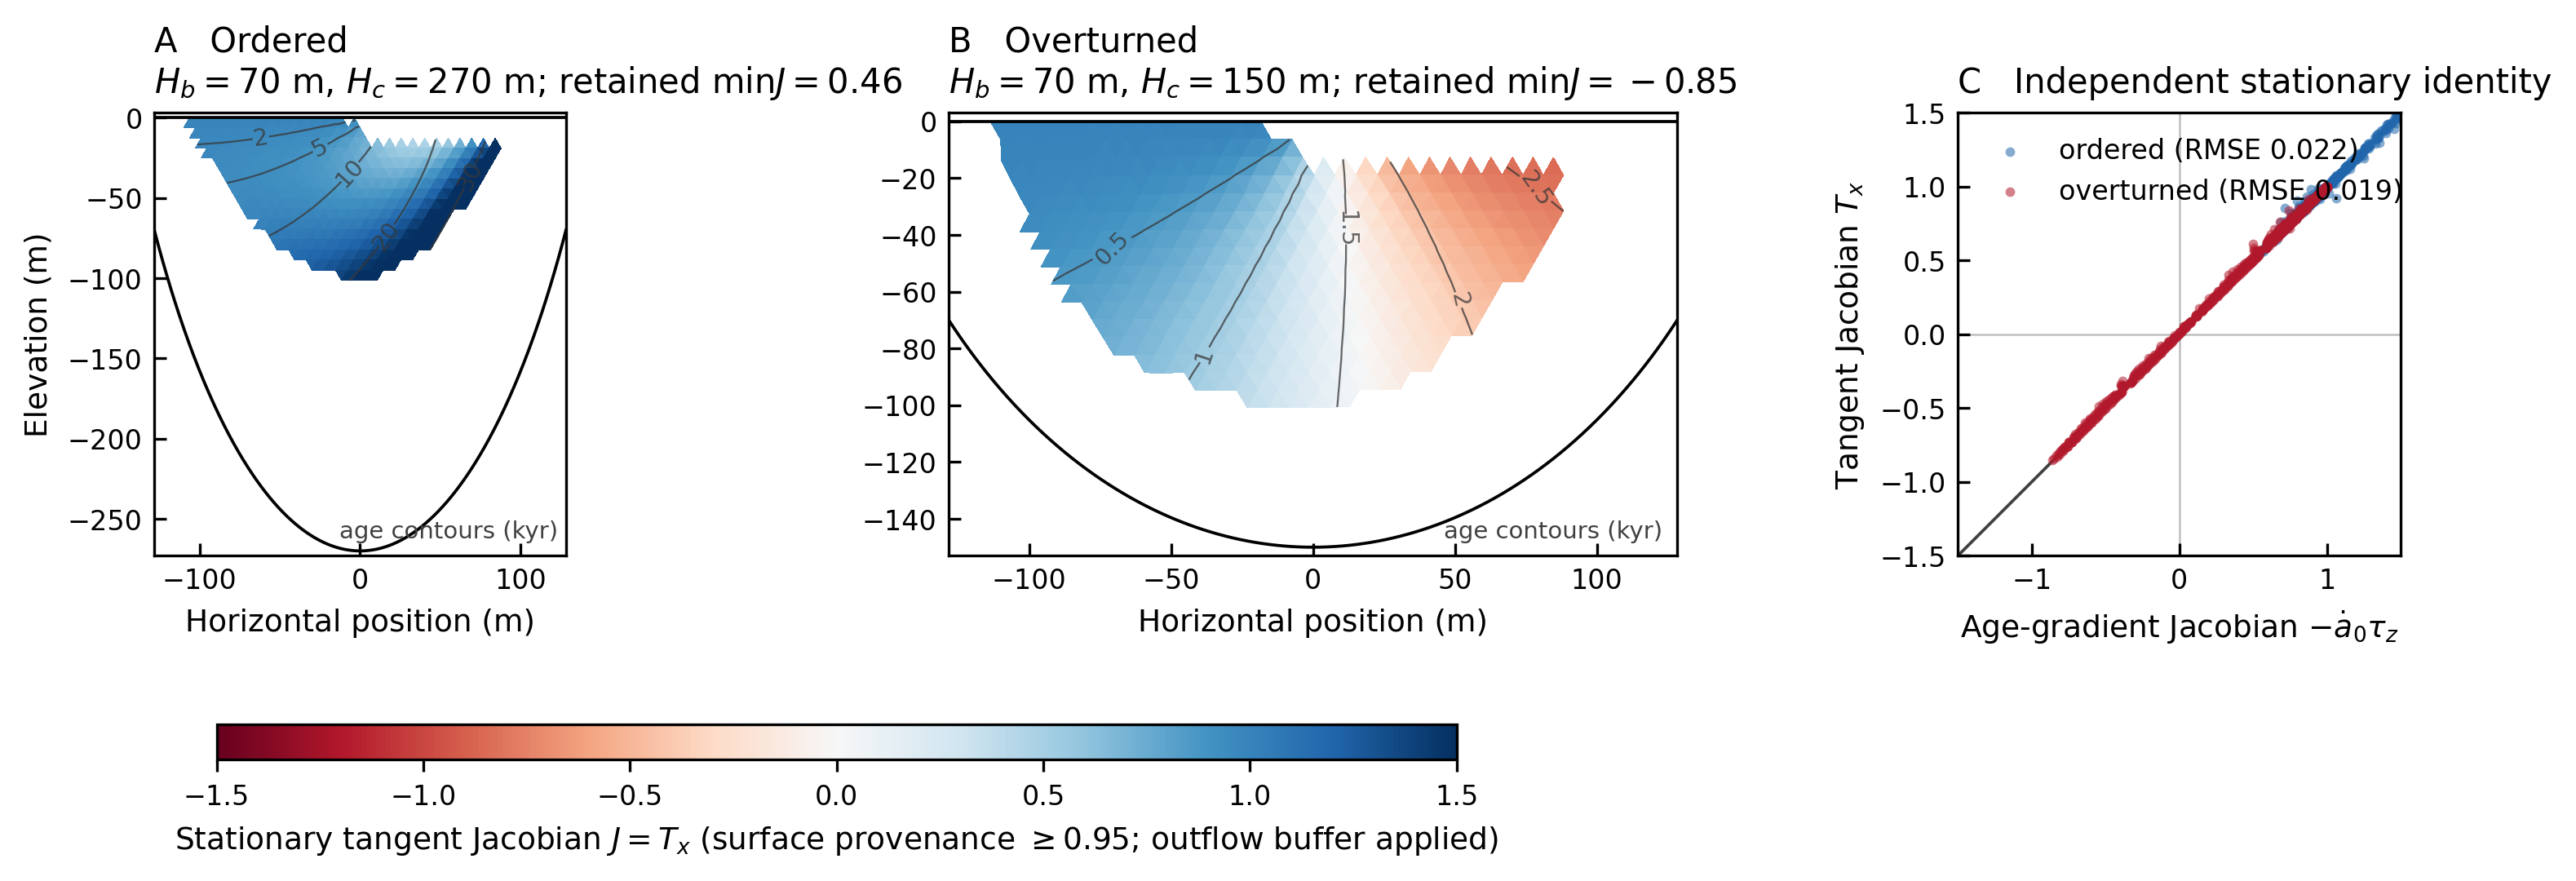 A Ordered
H_b = 70 m, H_c = 270 m; retained minJ = 0.46
0
−50
−100
−150
−200
−250
Elevation (m)
2
5
10
20
30
age contours (kyr)
−100 0 100
Horizontal position (m)
B Overturned
H_b = 70 m, H_c = 150 m; retained minJ = −0.85
0
−20
−40
−60
−80
−100
−120
−140
0.5
1
1.5
2
2.5
age contours (kyr)
−100 −50 0 50 100
Horizontal position (m)
C Independent stationary identity
1.5
1.0
0.5
0.0
−0.5
−1.0
−1.5
Tangent Jacobian T_x
ordered (RMSE 0.022)
overturned (RMSE 0.019)
−1 0 1
Age-gradient Jacobian −ȧ₀τ_z
−1.5 −1.0 −0.5 0.0 0.5 1.0 1.5
Stationary tangent Jacobian J = T_x (surface provenance ≥0.95; outflow buffer applied)